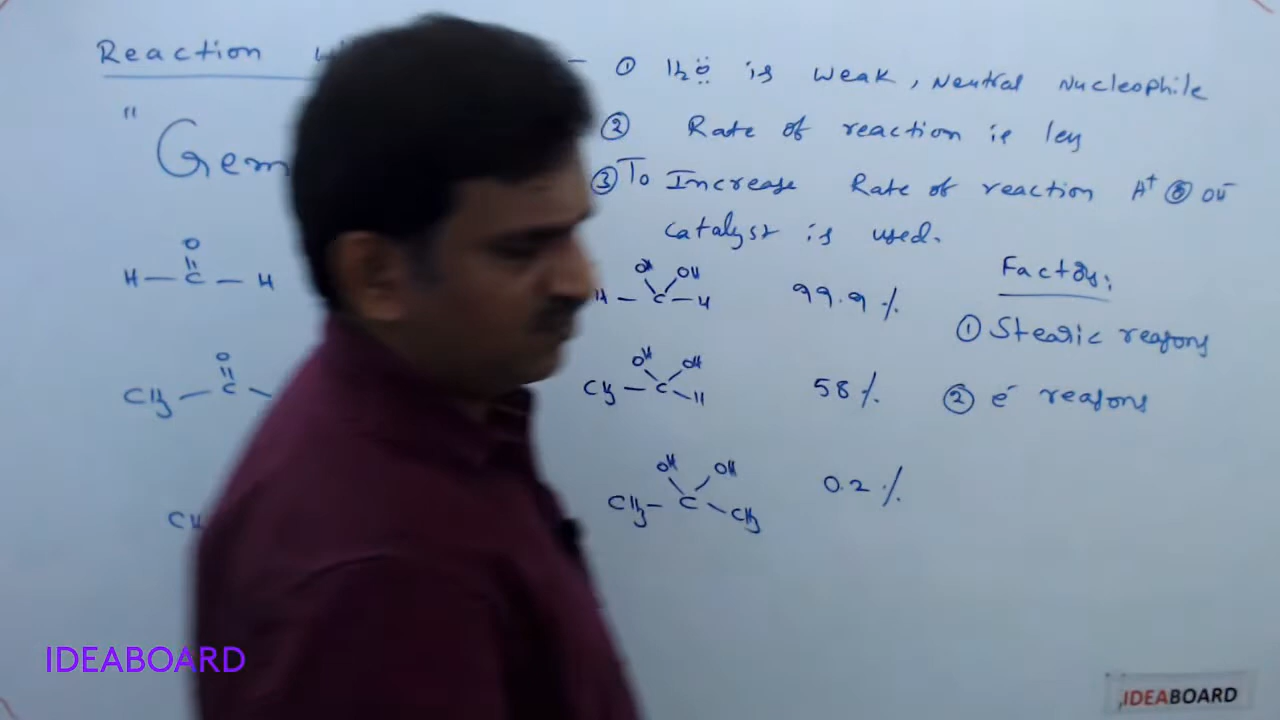 Reaction
① H₂Ö is weak, Neutral Nucleophile
" Gem
② Rate of reaction is less
③ To Increase Rate of reaction H⁺ ⓞⓡ OH⁻
catalyst is used.
Factors:
O
H — C — H
OH OH
H — C — H 99.9 %
① Stearic reasons
O
CH₃ — C —
OH OH
CH₃ — C — H 58 %
② e⁻ reasons
OH OH
CH₃ — C — CH₃ 0.2 %
CH
IDEABOARD
IDEABOARD